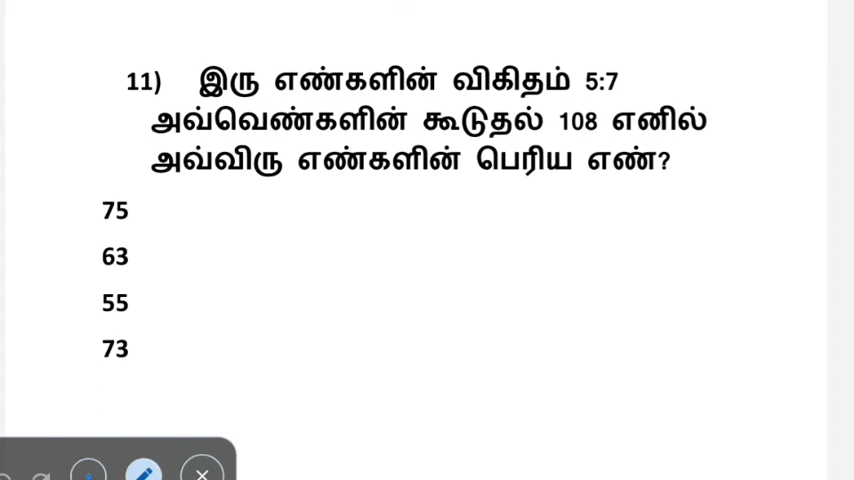 11) இரு எண்களின் விகிதம் 5:7
அவ்வெண்களின் கூடுதல் 108 எனில்
அவ்விரு எண்களின் பெரிய எண்?
75
63
55
73